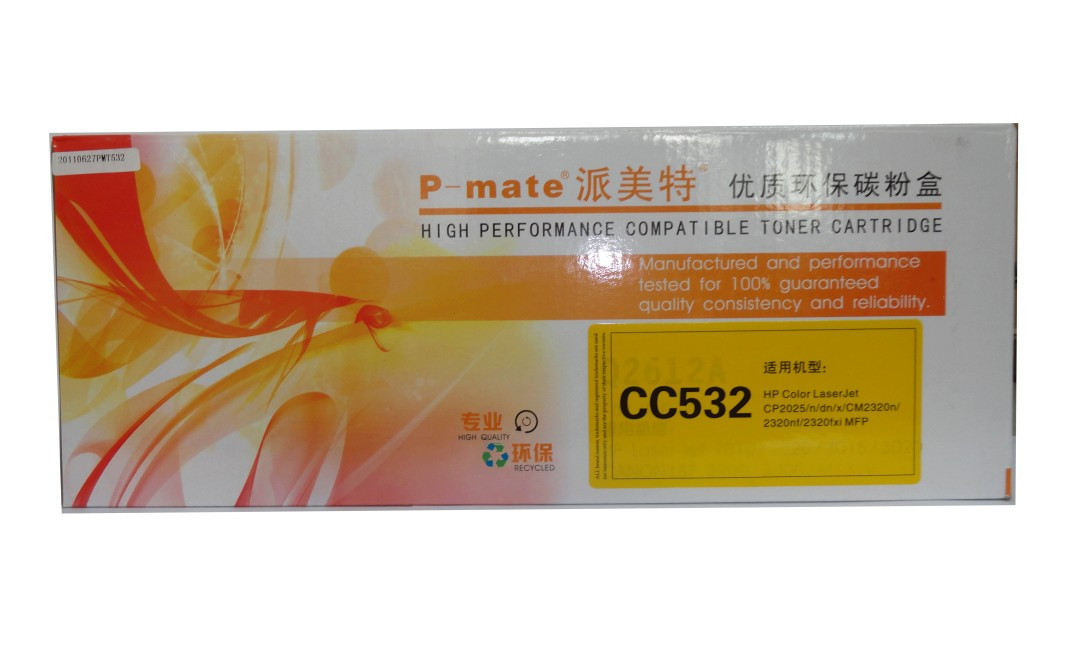 20110627PMT532
P-mate® 派美特™ 优质环保碳粉盒
HIGH PERFORMANCE COMPATIBLE TONER CARTRIDGE
Manufactured and performance
tested for 100% guaranteed
quality consistency and reliability.
适用机型:
CC532
HP Color LaserJet
CP2025/n/dn/x/CM2320n/
2320nf/2320fxi MFP
专业
HIGH QUALITY
环保
RECYCLED